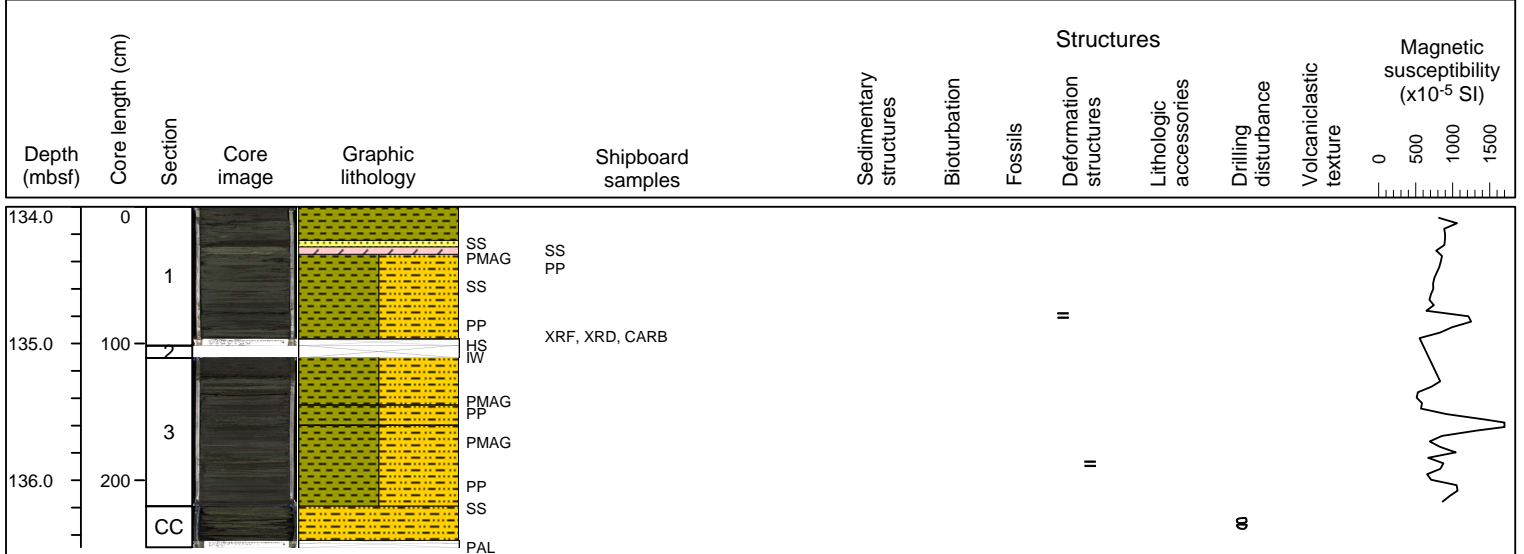 Depth
(mbsf)
Core length (cm)
Section
Core
image
Graphic
lithology
Shipboard
samples
Structures
Sedimentary
structures
Bioturbation
Fossils
Deformation
structures
Lithologic
accessories
Drilling
disturbance
Volcaniclastic
texture
Magnetic
susceptibility
(x10-5 SI)
0
500
1000
1500
134.0
0
SS
SS
PMAG
PP
1
SS
PP
XRF, XRD, CARB
135.0
100
2
HS
IW
PMAG
PP
3
PMAG
136.0
200
PP
SS
CC
PAL